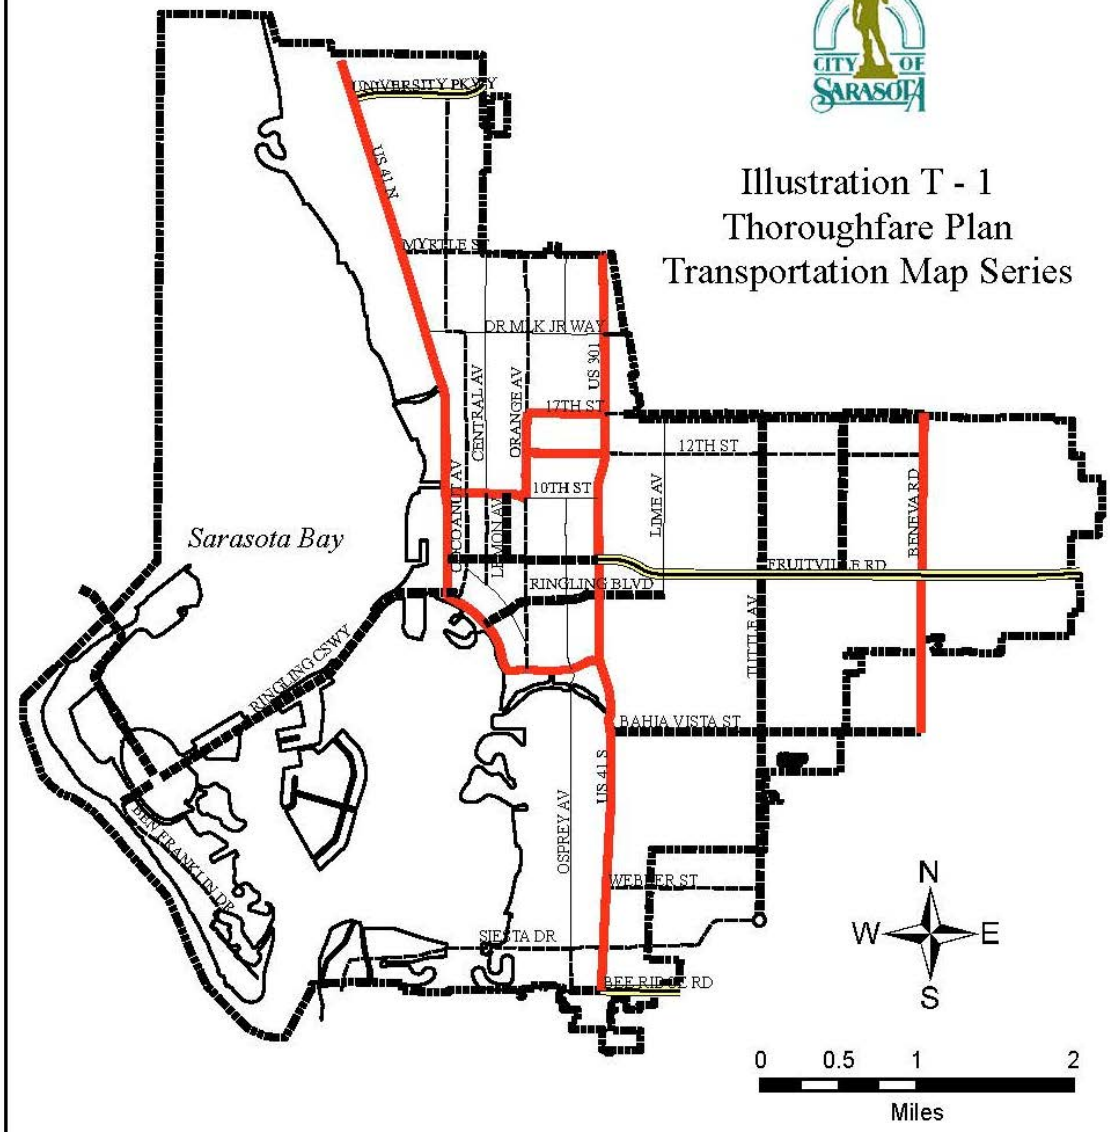 CITY OF
SARASOTA
Illustration T - 1
Thoroughfare Plan
Transportation Map Series
UNIVERSITY PKWY
US 41 N
MYRTLE ST
DR MLK JR WAY
US 301
CENTRAL AV
ORANGE AV
17TH ST
12TH ST
COCOANUT AV
10TH ST
LEMON AV
LIME AV
BENEVA RD
Sarasota Bay
FRUITVILLE RD
RINGLING BLVD
TUTTLE AV
RINGLING CSWY
BAHIA VISTA ST
US 41 S
OSPREY AV
BEN FRANKLIN DR
WEBBER ST
SIESTA DR
BEE RIDGE RD
N
W E
S
0 0.5 1 2
Miles